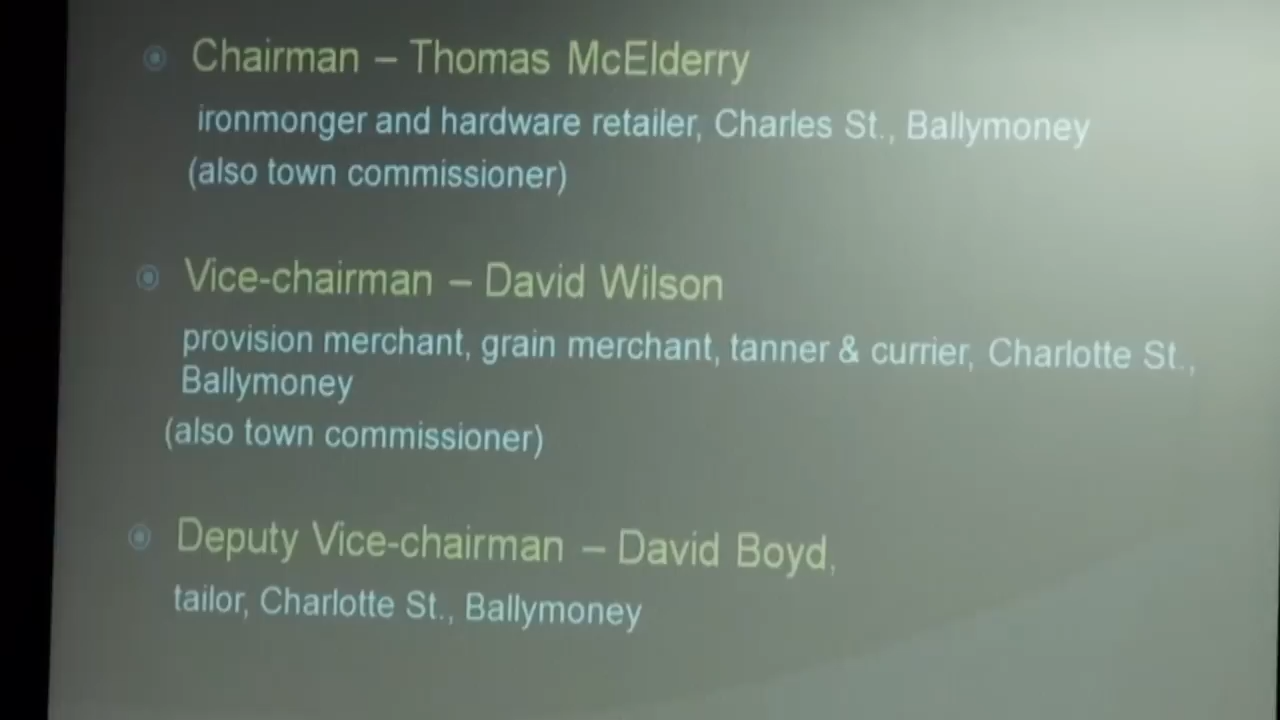 Chairman – Thomas McElderry
ironmonger and hardware retailer, Charles St., Ballymoney
(also town commissioner)
Vice-chairman – David Wilson
provision merchant, grain merchant, tanner & currier, Charlotte St.,
Ballymoney
(also town commissioner)
Deputy Vice-chairman – David Boyd,
tailor, Charlotte St., Ballymoney